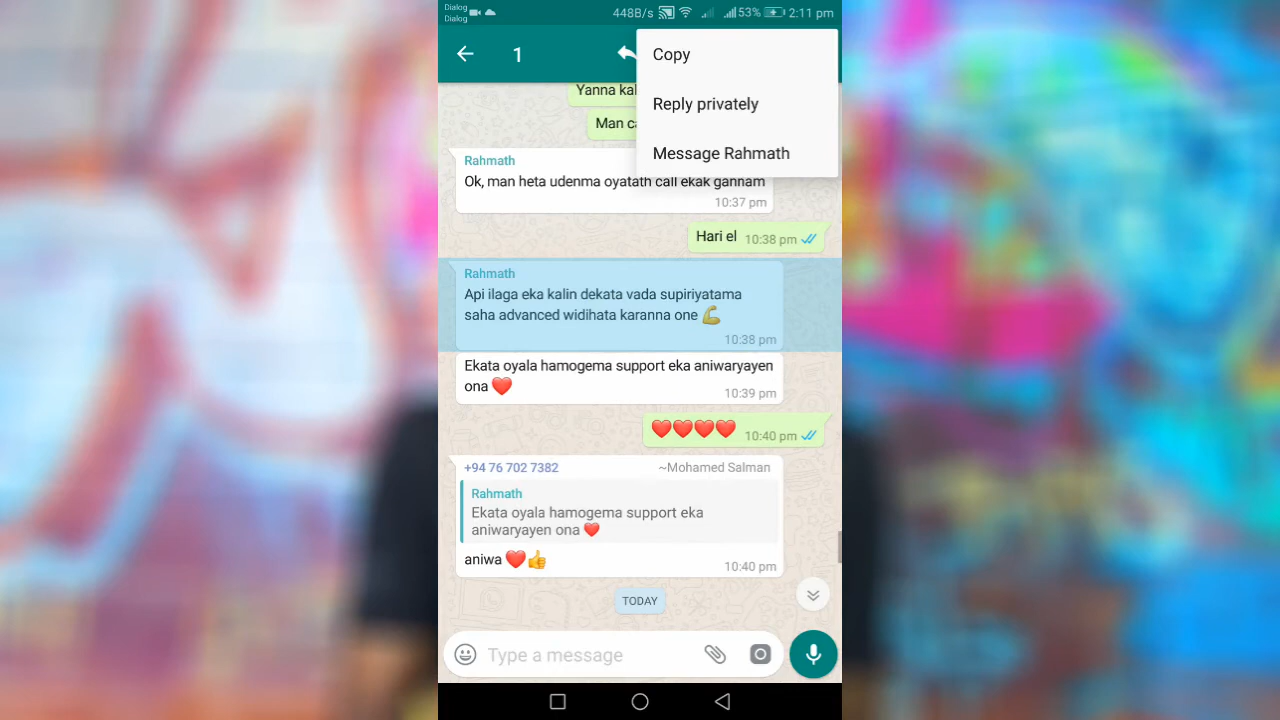 Dialog
Dialog
448B/s 53% 2:11 pm
1
Copy
Reply privately
Message Rahmath
Yanna kal
Man ca
Rahmath
Ok, man heta udenma oyatath call ekak gannam
10:37 pm
Hari el 10:38 pm
Rahmath
Api ilaga eka kalin dekata vada supiriyatama
saha advanced widihata karanna one 💪
10:38 pm
Ekata oyala hamogema support eka aniwaryayen
ona ❤️
10:39 pm
❤️❤️❤️❤️ 10:40 pm
+94 76 702 7382 ~Mohamed Salman
Rahmath
Ekata oyala hamogema support eka
aniwaryayen ona ❤️
aniwa ❤️👍
10:40 pm
TODAY
Type a message